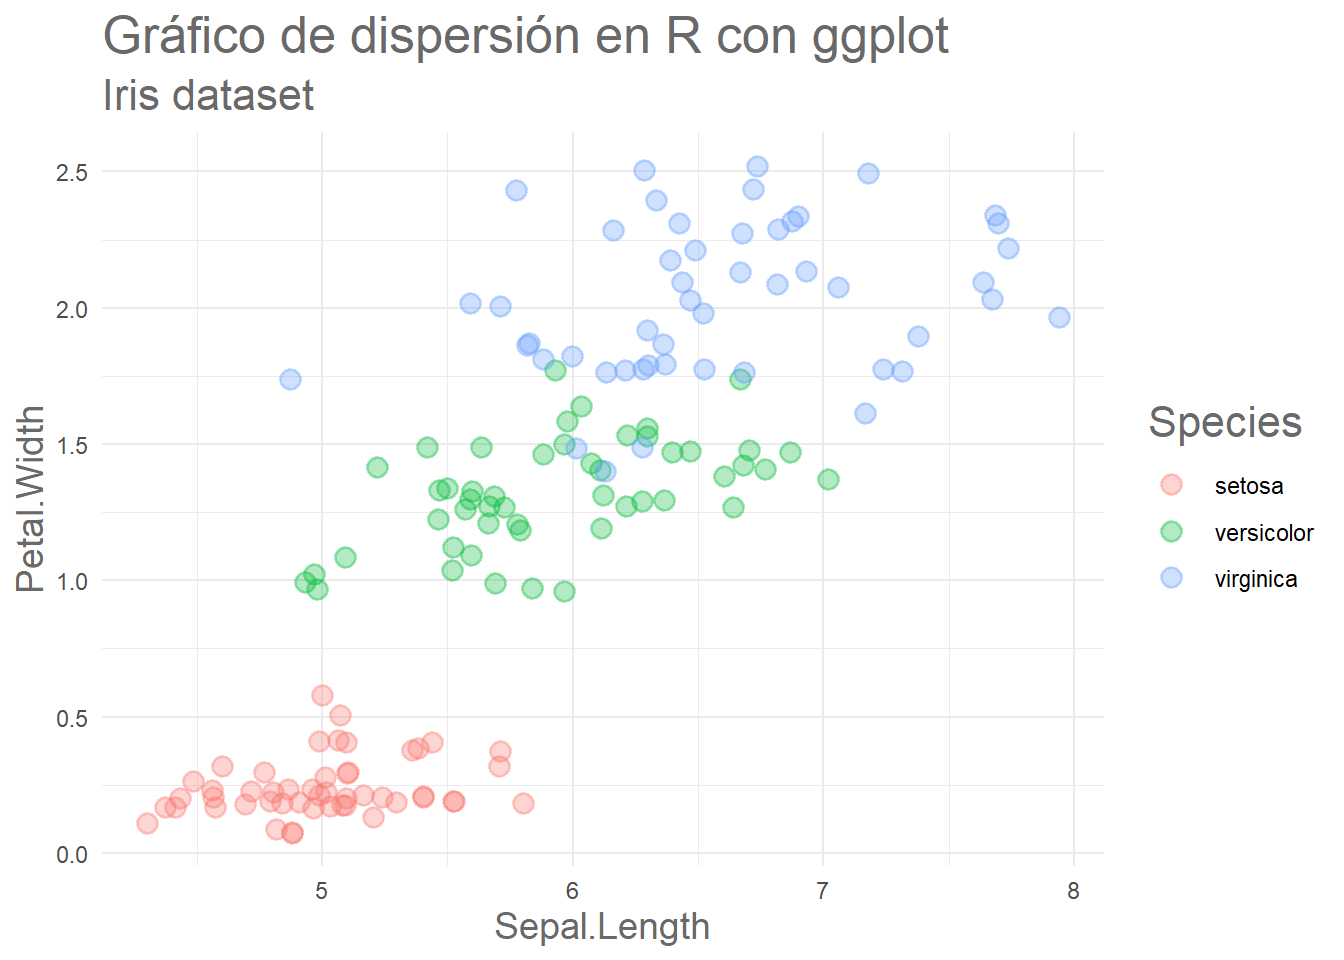 Gráfico de dispersión en R con ggplot
Iris dataset
2.5
2.0
1.5
1.0
0.5
0.0
Petal.Width
5 6 7 8
Sepal.Length
Species
setosa
versicolor
virginica